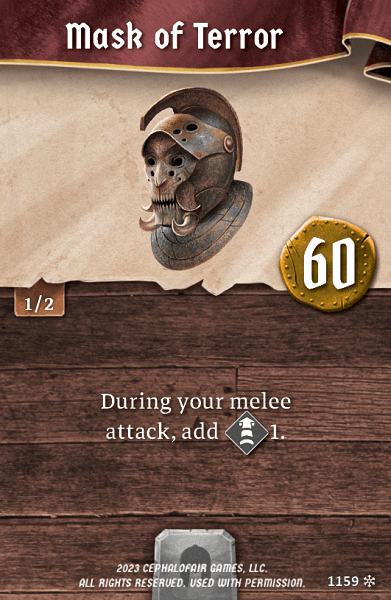 Mask of Terror
60
1/2
During your melee
attack, add 1.
2023 CEPHALOFAIR GAMES, LLC.
ALL RIGHTS RESERVED. USED WITH PERMISSION.
1159